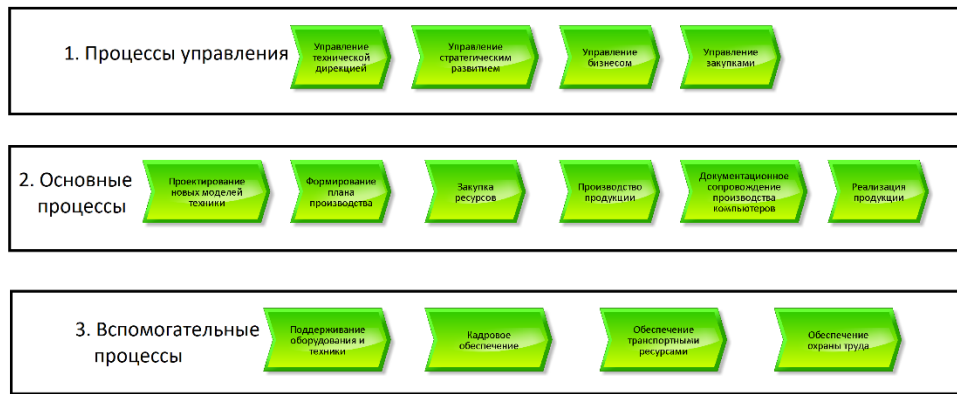 1. Процессы управления
Управление
технической
дирекцией
Управление
стратегическим
развитием
Управление
бизнесом
Управление
закупками
2. Основные
процессы
Проектирование
новых моделей
техники
Формирование
плана
производства
Закупка
ресурсов
Производство
продукции
Документационное
сопровождение
производства
компьютеров
Реализация
продукции
3. Вспомогательные
процессы
Поддерживание
оборудования и
техники
Кадровое
обеспечение
Обеспечение
транспортными
ресурсами
Обеспечение
охраны труда